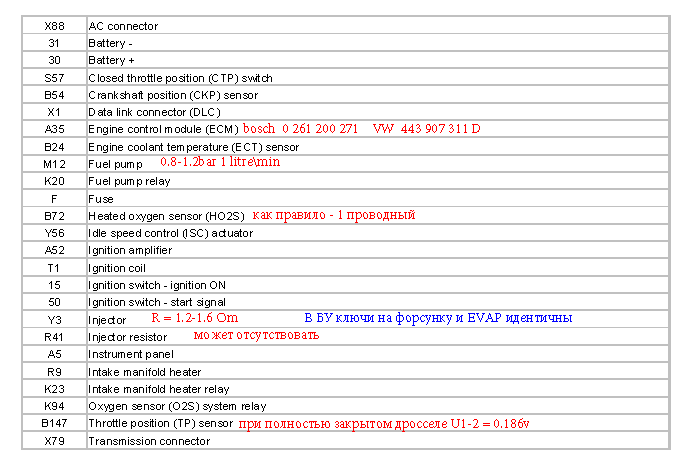 X88 AC connector
31 Battery -
30 Battery +
S57 Closed throttle position (CTP) switch
B54 Crankshaft position (CKP) sensor
X1 Data link connector (DLC)
A35 Engine control module (ECM) bosch 0 261 200 271 VW 443 907 311 D
B24 Engine coolant temperature (ECT) sensor
M12 Fuel pump 0.8-1.2bar 1 litre\min
K20 Fuel pump relay
F Fuse
B72 Heated oxygen sensor (HO2S) как правило - 1 проводный
Y56 Idle speed control (ISC) actuator
A52 Ignition amplifier
T1 Ignition coil
15 Ignition switch - ignition ON
50 Ignition switch - start signal
Y3 Injector R = 1.2-1.6 Om В БУ ключи на форсунку и EVAP идентичны
R41 Injector resistor может отсутствовать
A5 Instrument panel
R9 Intake manifold heater
K23 Intake manifold heater relay
K94 Oxygen sensor (O2S) system relay
B147 Throttle position (TP) sensor при полностью закрытом дросселе U1-2 = 0.186v
X79 Transmission connector